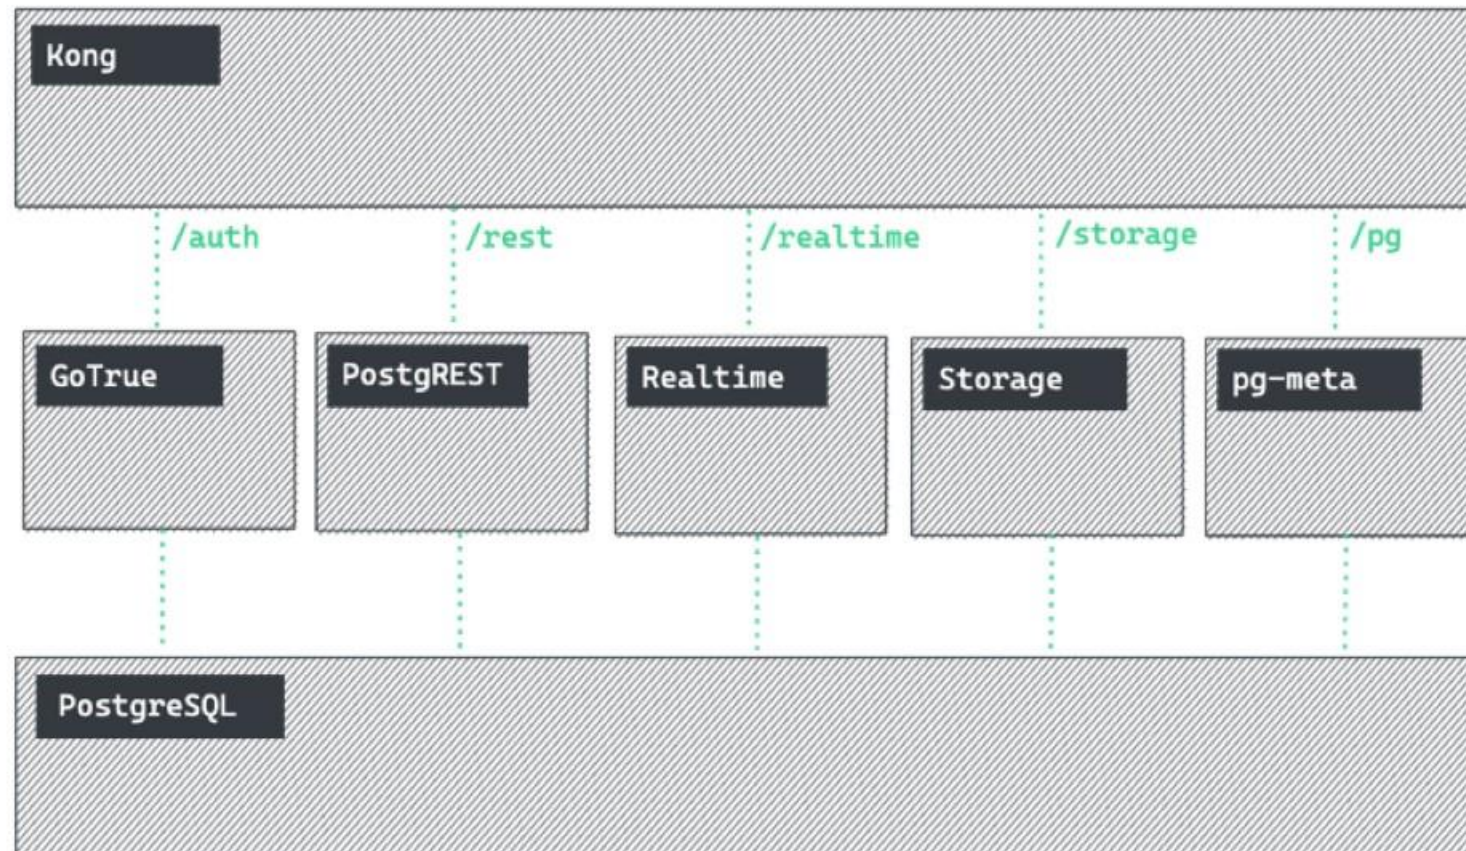 Kong
/auth
/rest
/realtime
/storage
/pg
GoTrue
PostgREST
Realtime
Storage
pg-meta
PostgreSQL